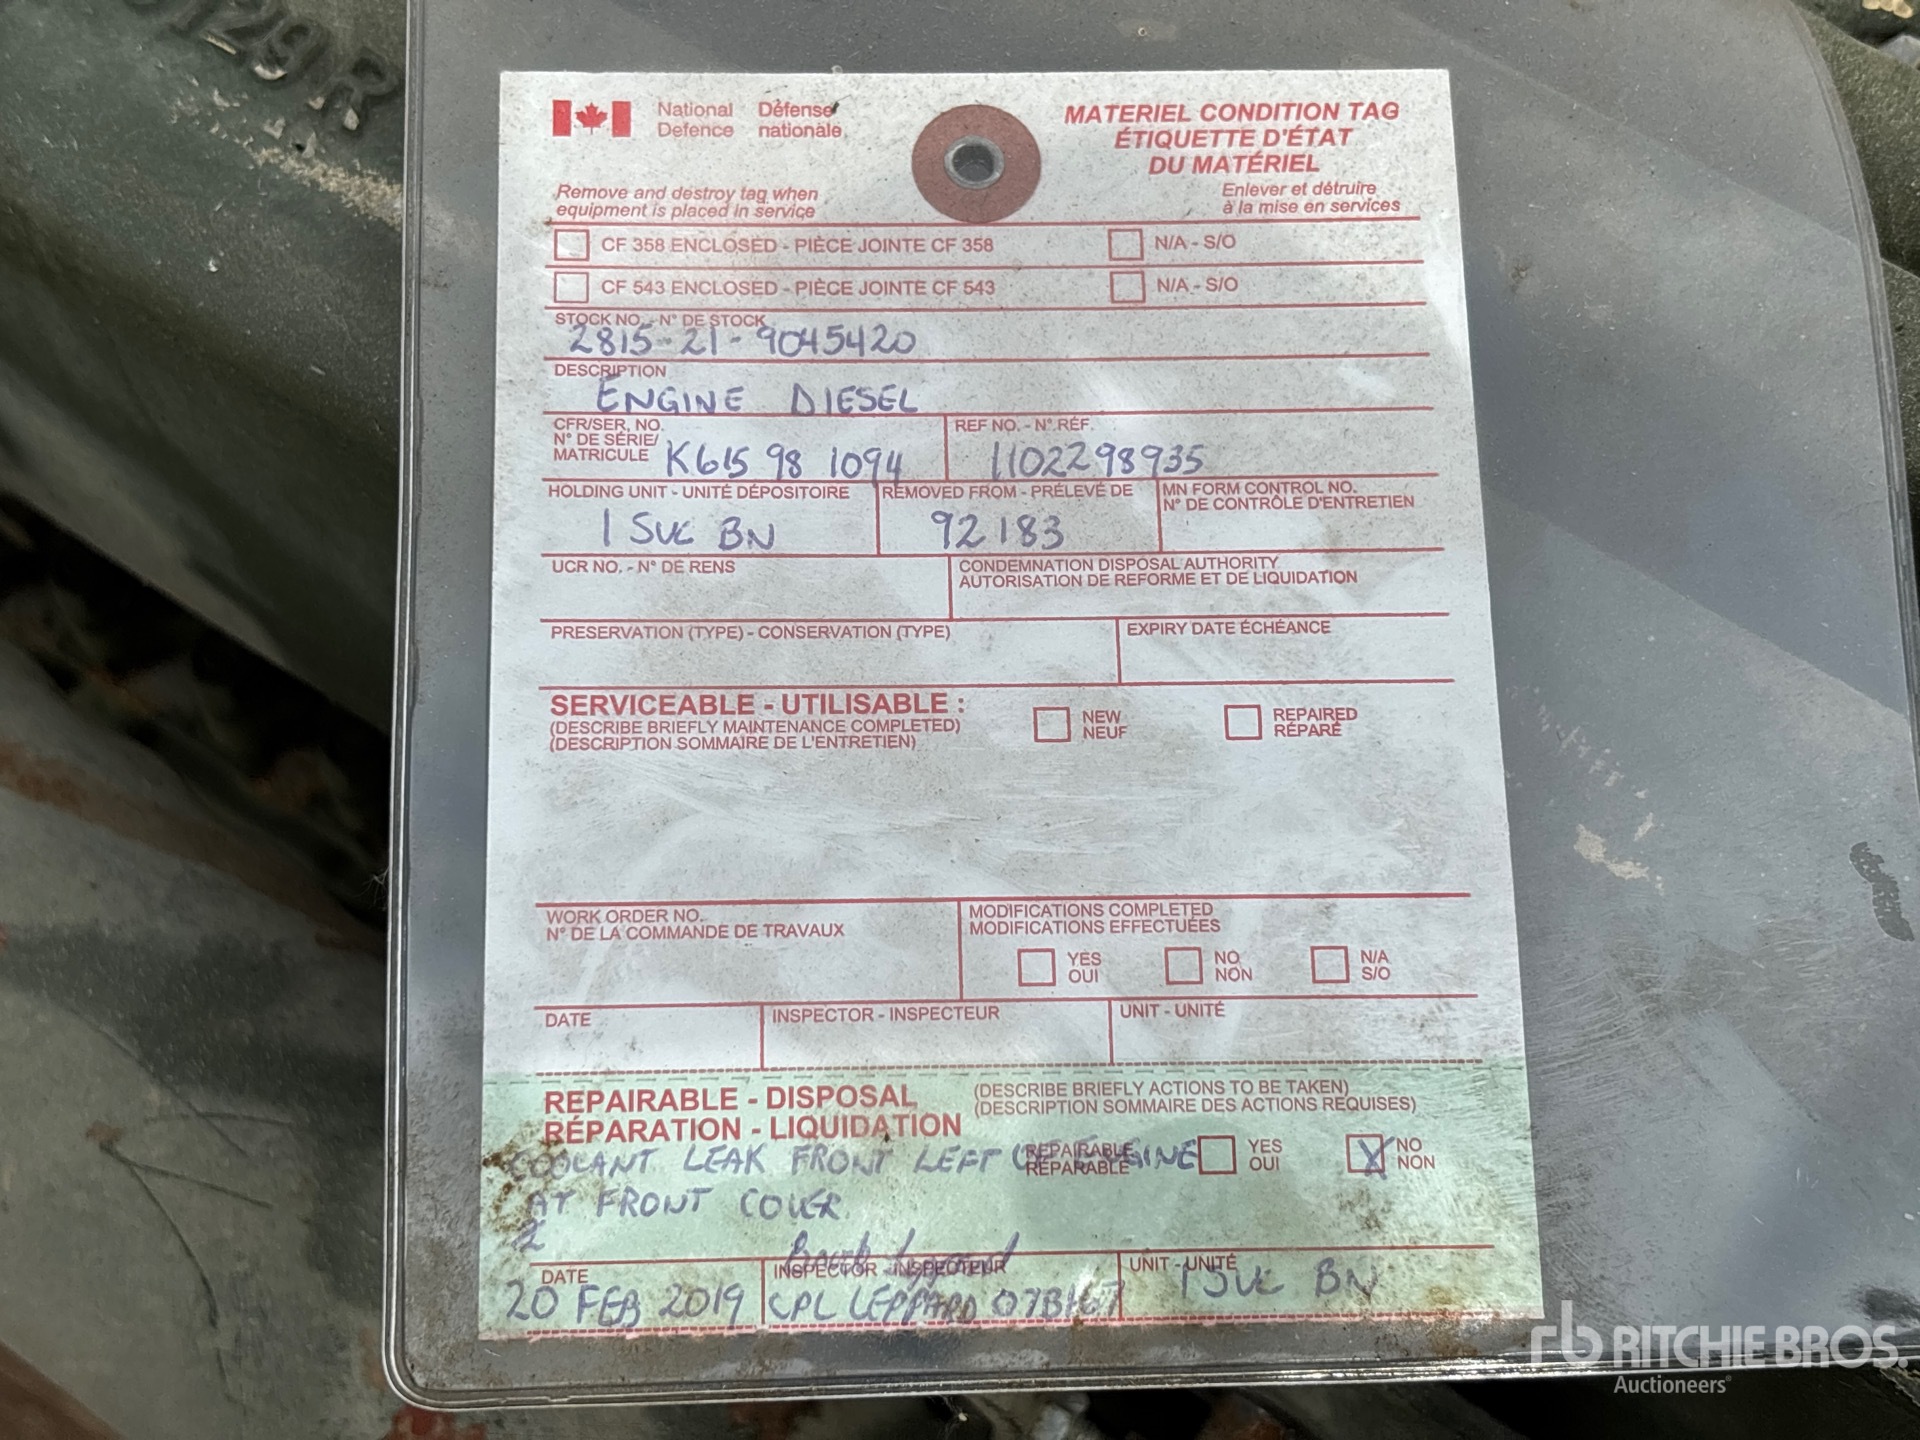 129 R
National Défense
Defence nationale
MATERIEL CONDITION TAG
ÉTIQUETTE D'ÉTAT
DU MATÉRIEL
Remove and destroy tag when
equipment is placed in service
Enlever et détruire
à la mise en services
CF 358 ENCLOSED - PIÈCE JOINTE CF 358 N/A - S/O
CF 543 ENCLOSED - PIÈCE JOINTE CF 543 N/A - S/O
STOCK NO. - N° DE STOCK
2815-21-9045420
DESCRIPTION
ENGINE DIESEL
CFR/SER, NO.
N° DE SÉRIE/
MATRICULE K615 98 1094
REF NO. - N° RÉF.
1102298935
HOLDING UNIT - UNITÉ DÉPOSITOIRE
1 SVC BN
REMOVED FROM - PRÉLEVÉ DE
92183
MN FORM CONTROL NO.
N° DE CONTRÔLE D'ENTRETIEN
UCR NO. - N° DE RENS
CONDEMNATION DISPOSAL AUTHORITY
AUTORISATION DE REFORME ET DE LIQUIDATION
PRESERVATION (TYPE) - CONSERVATION (TYPE)
EXPIRY DATE ÉCHÉANCE
SERVICEABLE - UTILISABLE :
(DESCRIBE BRIEFLY MAINTENANCE COMPLETED)
(DESCRIPTION SOMMAIRE DE L'ENTRETIEN)
NEW
NEUF
REPAIRED
RÉPARÉ
WORK ORDER NO.
N° DE LA COMMANDE DE TRAVAUX
MODIFICATIONS COMPLETED
MODIFICATIONS EFFECTUÉES
YES
OUI
NO
NON
N/A
S/O
DATE
INSPECTOR - INSPECTEUR
UNIT - UNITÉ
REPAIRABLE - DISPOSAL
RÉPARATION - LIQUIDATION
(DESCRIBE BRIEFLY ACTIONS TO BE TAKEN)
(DESCRIPTION SOMMAIRE DES ACTIONS REQUISES)
REPAIRABLE
RÉPARABLE
YES
OUI
X
NO
NON
COOLANT LEAK FRONT LEFT OF ENGINE
AT FRONT COVER.
DATE
20 FEB 2019
INSPECTOR - INSPECTEUR
CPL LEPPARD 07B167
UNIT - UNITÉ
1 SVC BN
rb RITCHIE BROS.
Auctioneers